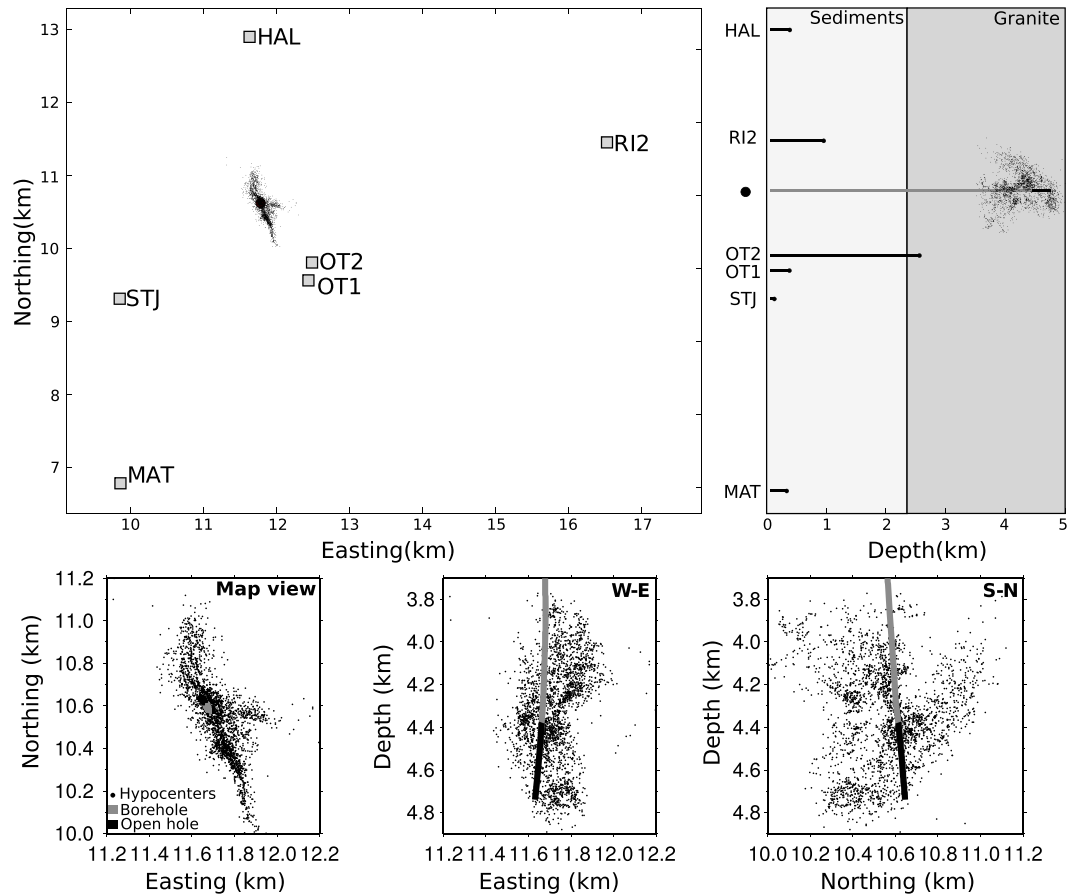 13
12
11
10
9
8
7
Northing(km)
HAL
RI2
OT2
OT1
STJ
MAT
10 11 12 13 14 15 16 17
Easting(km)
Sediments Granite
HAL
RI2
OT2
OT1
STJ
MAT
0 1 2 3 4 5
Depth(km)
Map view
11.2
11.0
10.8
10.6
10.4
10.2
10.0
Northing (km)
Hypocenters
Borehole
Open hole
11.2 11.4 11.6 11.8 12.0 12.2
Easting (km)
W-E
3.8
4.0
4.2
4.4
4.6
4.8
Depth (km)
11.2 11.4 11.6 11.8 12.0 12.2
Easting (km)
S-N
3.8
4.0
4.2
4.4
4.6
4.8
Depth (km)
10.0 10.2 10.4 10.6 10.8 11.0 11.2
Northing (km)